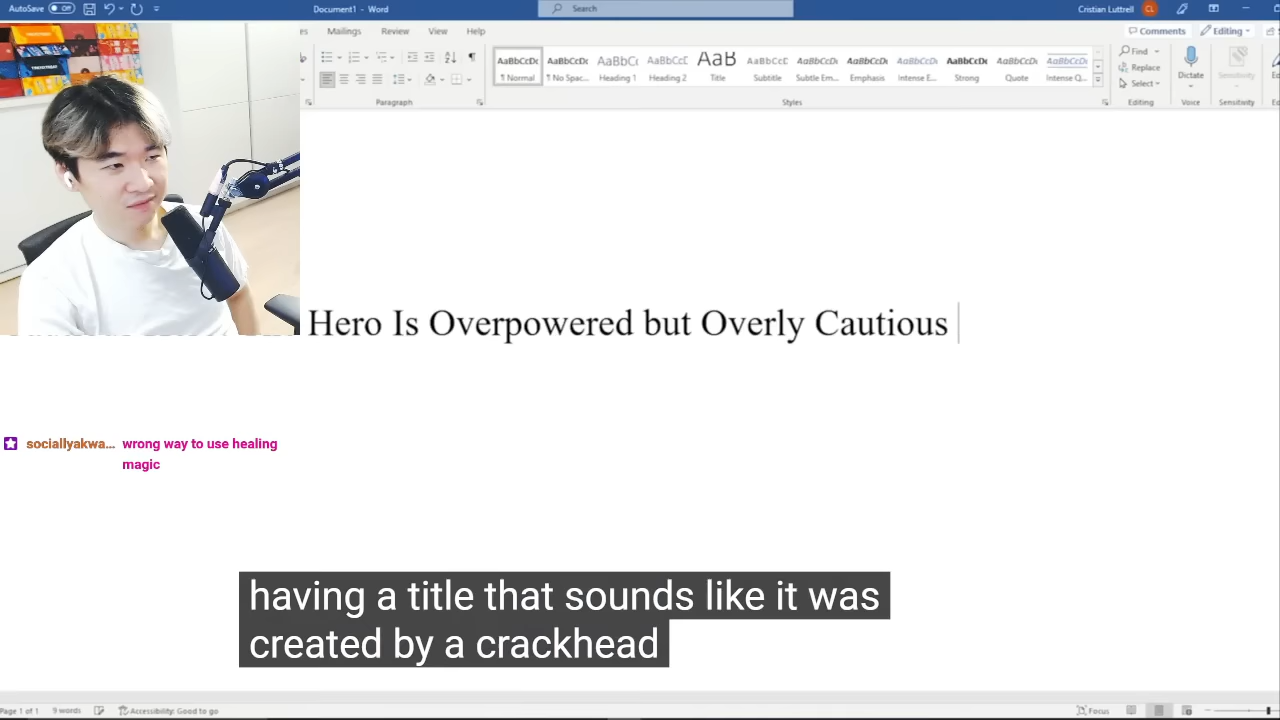 AutoSave Off
Document1 - Word
Search
Cristian Luttrell
CL
es Mailings Review View Help
Comments
Editing
AaBbCcDc AaBbCcDc AaBbCc AaBbCcD AaB AaBbCcD AaBbCcDc AaBbCcDc AaBbCcDc AaBbCcDc AaBbCcDc AaBbCcDc
¶ Normal ¶ No Spac... Heading 1 Heading 2 Title Subtitle Subtle Em... Emphasis Intense E... Strong Quote Intense Q...
Find
Replace
Select
Dictate
Sensitivity
Paragraph
Styles
Editing
Voice
Sensitivity
Hero Is Overpowered but Overly Cautious
sociallyakwa... wrong way to use healing
magic
having a title that sounds like it was
created by a crackhead
Page 1 of 1 9 words Accessibility: Good to go
Focus